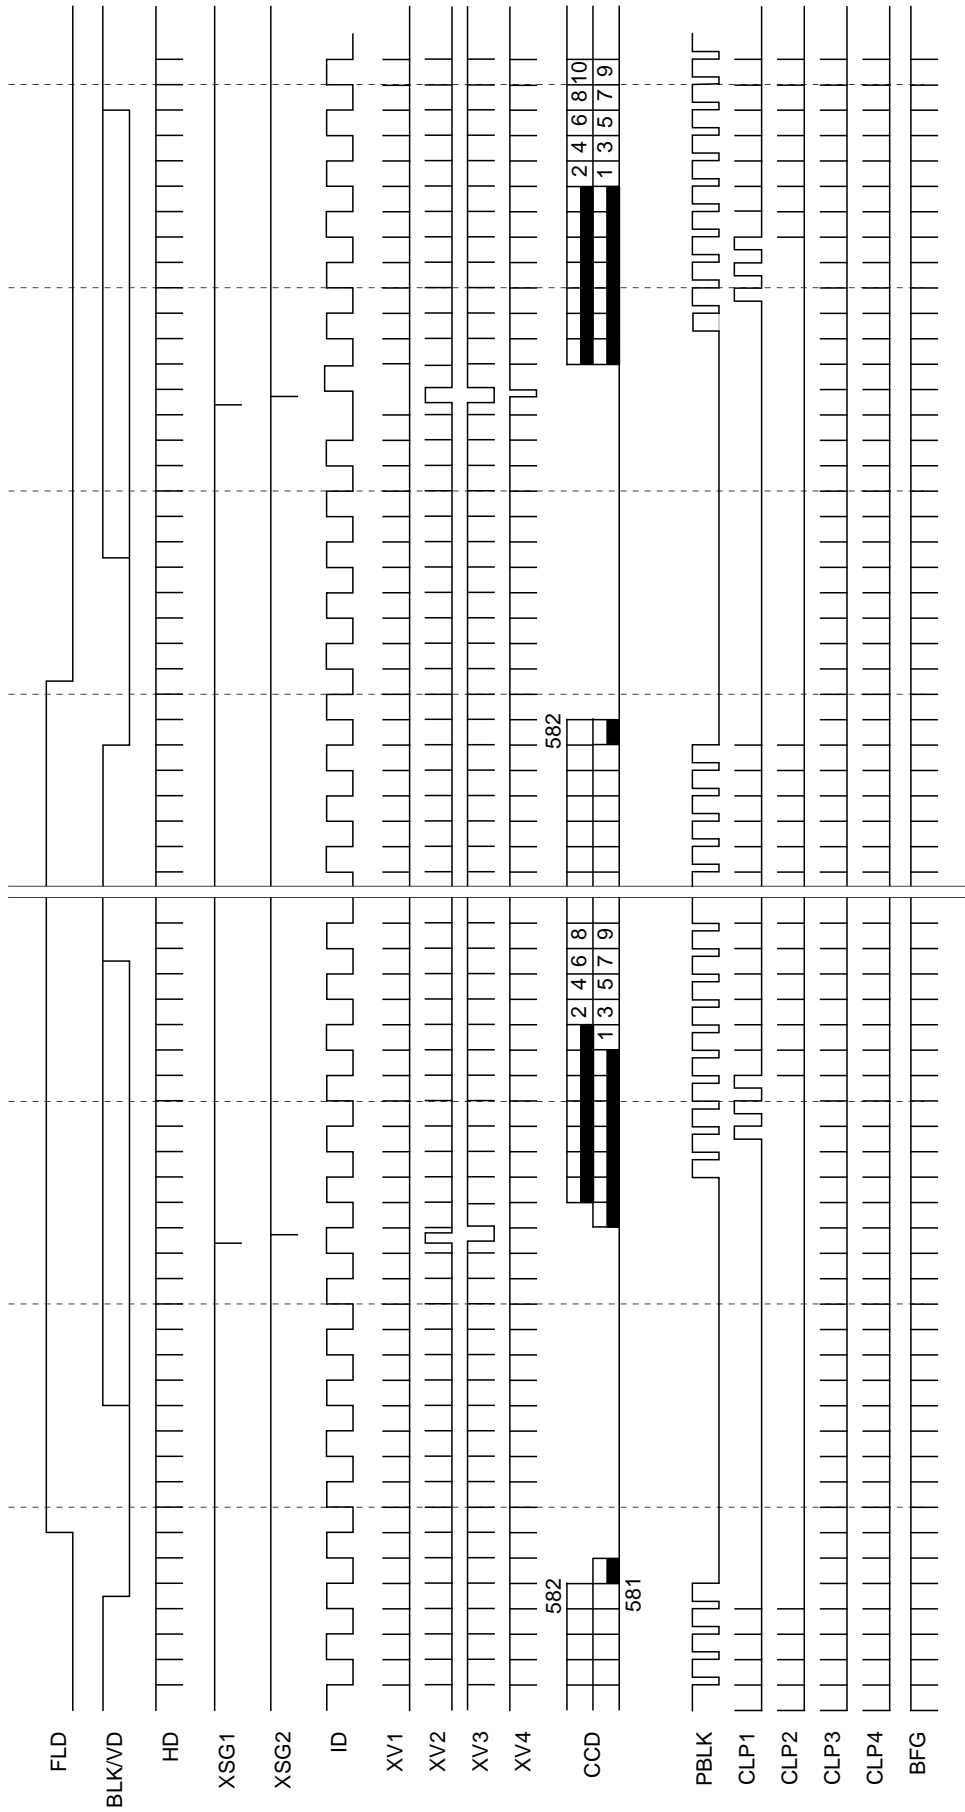 FLD
BLK/VD
HD
XSG1
XSG2
ID
XV1
XV2
XV3
XV4
582 582
2 4 6 8 2 4 6 8 10
CCD
1 3 5 7 9 1 3 5 7 9
581
PBLK
CLP1
CLP2
CLP3
CLP4
BFG